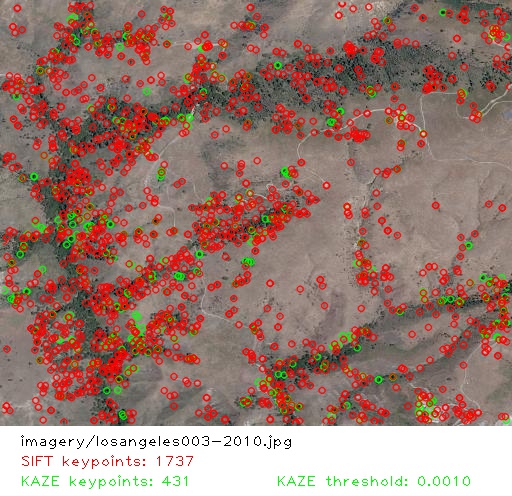 imagery/losangeles003-2010.jpg
SIFT keypoints: 1737
KAZE keypoints: 431 KAZE threshold: 0.0010